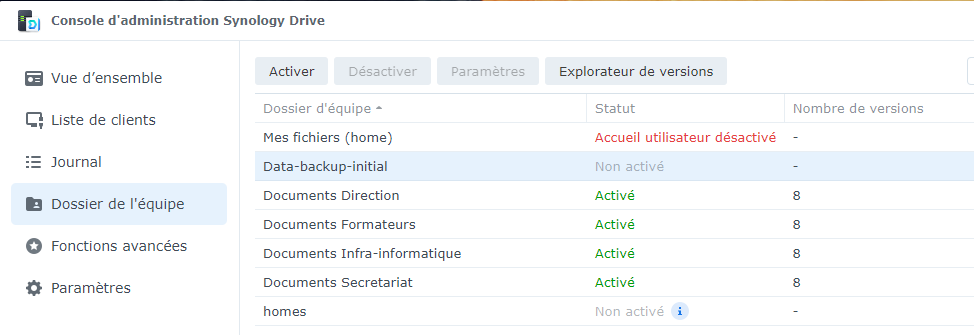 Console d'administration Synology Drive
Vue d’ensemble
Liste de clients
Journal
Dossier de l'équipe
Fonctions avancées
Paramètres
Activer Désactiver Paramètres Explorateur de versions
Dossier d'équipe Statut Nombre de versions
Mes fichiers (home) Accueil utilisateur désactivé -
Data-backup-initial Non activé -
Documents Direction Activé 8
Documents Formateurs Activé 8
Documents Infra-informatique Activé 8
Documents Secretariat Activé 8
homes Non activé i -